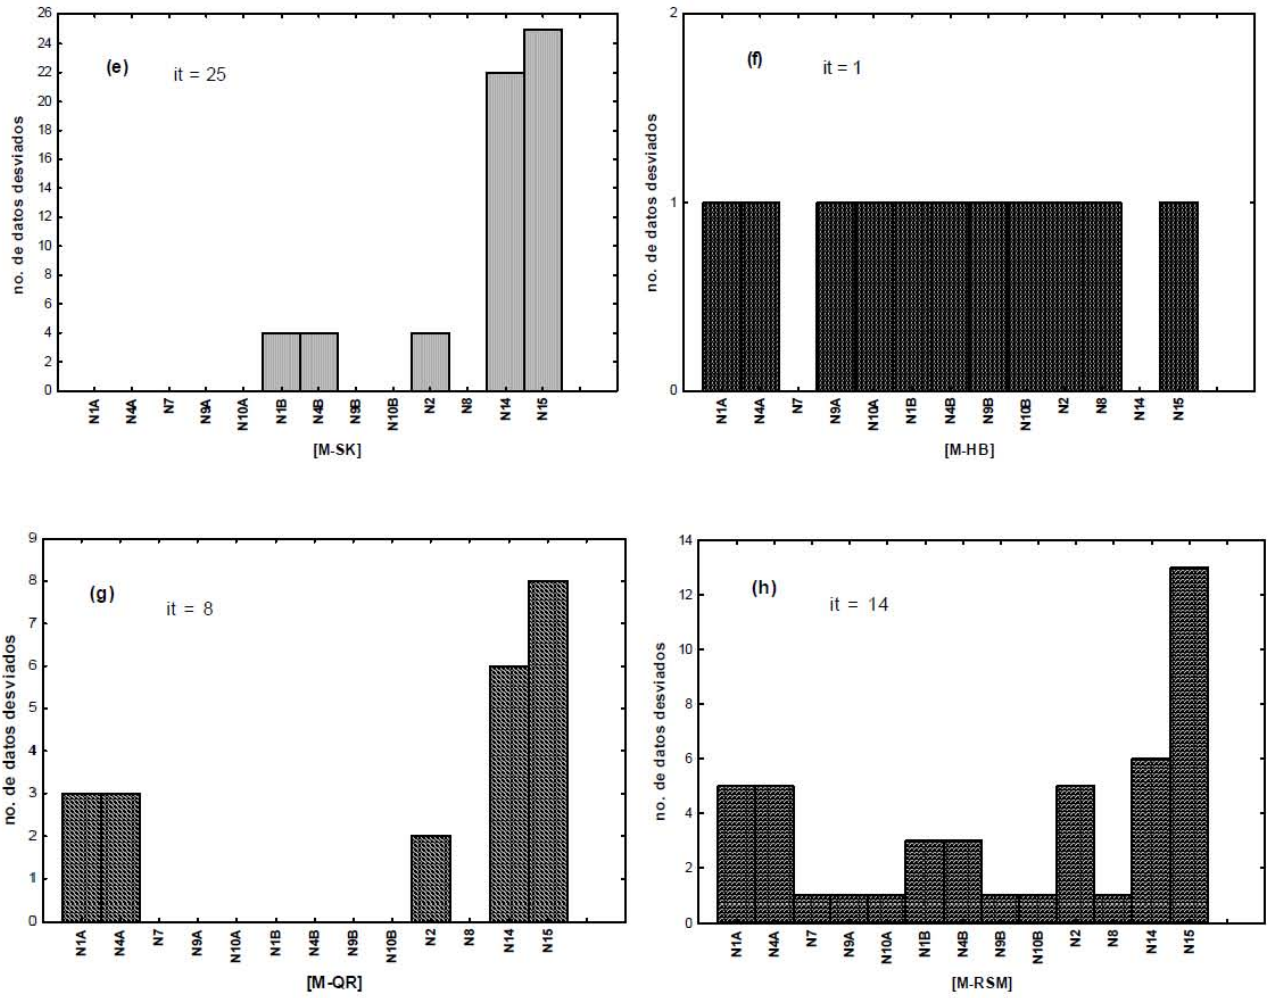 (e)
it = 25
no. de datos desviados
26
24
22
20
18
16
14
12
10
8
6
4
2
0
N1A N4A N7 N9A N10A N1B N4B N9B N10B N2 N8 N14 N15
[M-SK]
(f)
it = 1
no. de datos desviados
2
1
0
N1A N4A N7 N9A N10A N1B N4B N9B N10B N2 N8 N14 N15
[M-HB]
(g)
it = 8
no. de datos desviados
9
8
7
6
5
4
3
2
1
0
N1A N4A N7 N9A N10A N1B N4B N9B N10B N2 N8 N14 N15
[M-QR]
(h)
it = 14
no. de datos desviados
14
12
10
8
6
4
2
0
N1A N4A N7 N9A N10A N1B N4B N9B N10B N2 N8 N14 N15
[M-RSM]